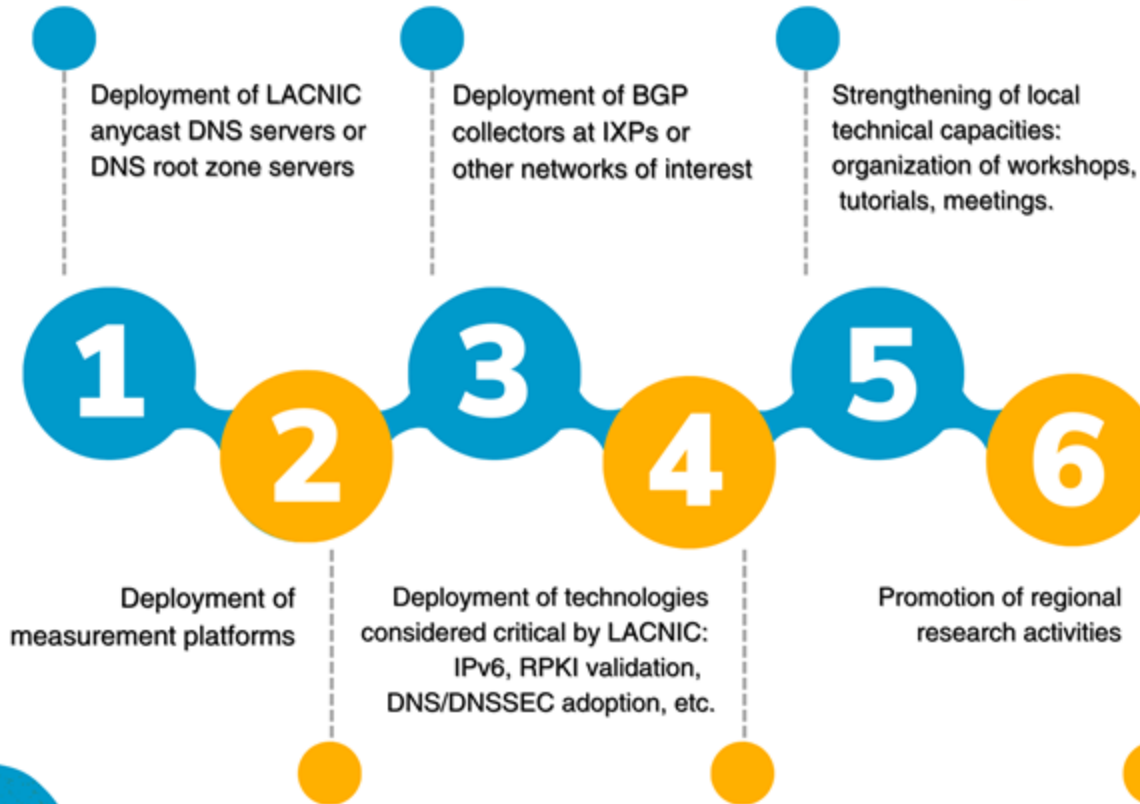 Deployment of LACNIC
anycast DNS servers or
DNS root zone servers
Deployment of BGP
collectors at IXPs or
other networks of interest
Strengthening of local
technical capacities:
organization of workshops,
tutorials, meetings.
1
2
3
4
5
6
Deployment of
measurement platforms
Deployment of technologies
considered critical by LACNIC:
IPv6, RPKI validation,
DNS/DNSSEC adoption, etc.
Promotion of regional
research activities